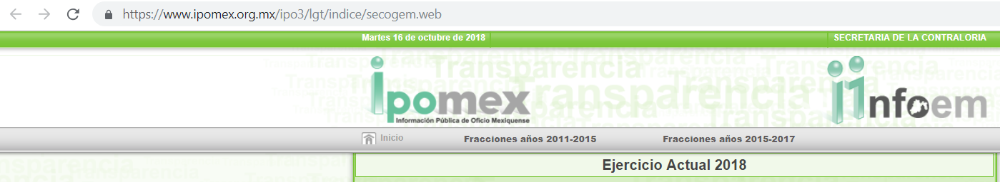 https://www.ipomex.org.mx/ipo3/lgt/indice/secogem.web
Martes 16 de octubre de 2018 SECRETARIA DE LA CONTRALORIA
Transparencia Transparencia
ipomex
Información Pública de Oficio Mexiquense
infoem
Inicio Fracciones años 2011-2015 Fracciones años 2015-2017
Ejercicio Actual 2018